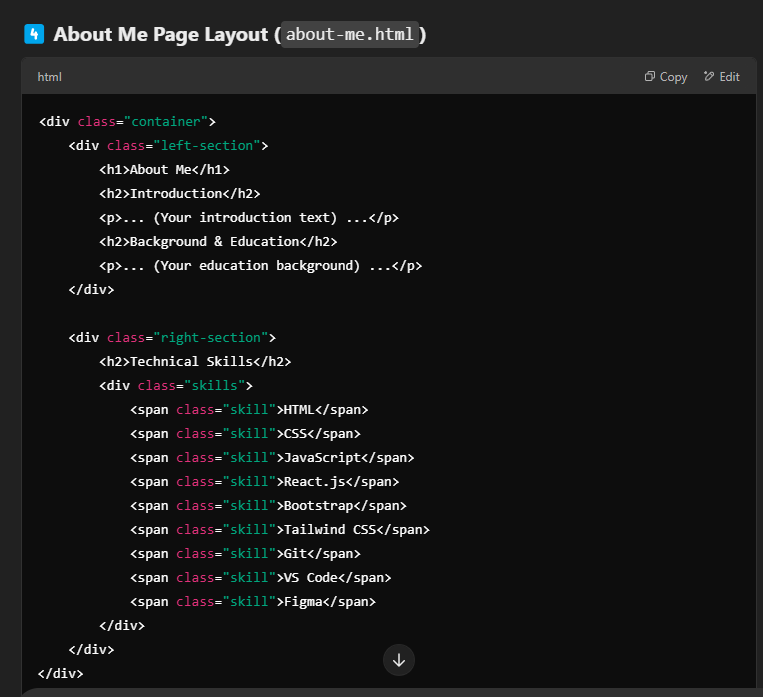 4 About Me Page Layout (about-me.html)
html Copy Edit
<div class="container">
    <div class="left-section">
        <h1>About Me</h1>
        <h2>Introduction</h2>
        <p>... (Your introduction text) ...</p>
        <h2>Background & Education</h2>
        <p>... (Your education background) ...</p>
    </div>

    <div class="right-section">
        <h2>Technical Skills</h2>
        <div class="skills">
            <span class="skill">HTML</span>
            <span class="skill">CSS</span>
            <span class="skill">JavaScript</span>
            <span class="skill">React.js</span>
            <span class="skill">Bootstrap</span>
            <span class="skill">Tailwind CSS</span>
            <span class="skill">Git</span>
            <span class="skill">VS Code</span>
            <span class="skill">Figma</span>
        </div>
    </div>
</div>